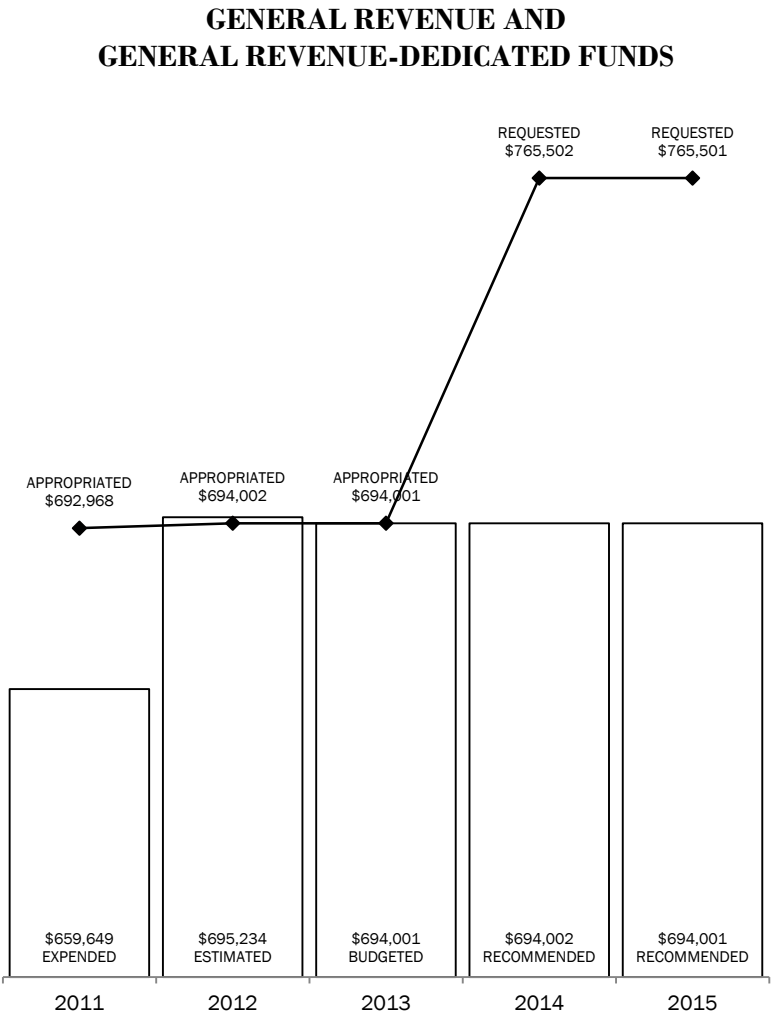 GENERAL REVENUE AND
GENERAL REVENUE-DEDICATED FUNDS
REQUESTED
$765,502
REQUESTED
$765,501
APPROPRIATED
$692,968
APPROPRIATED
$694,002
APPROPRIATED
$694,001
$659,649
EXPENDED
$695,234
ESTIMATED
$694,001
BUDGETED
$694,002
RECOMMENDED
$694,001
RECOMMENDED
2011
2012
2013
2014
2015